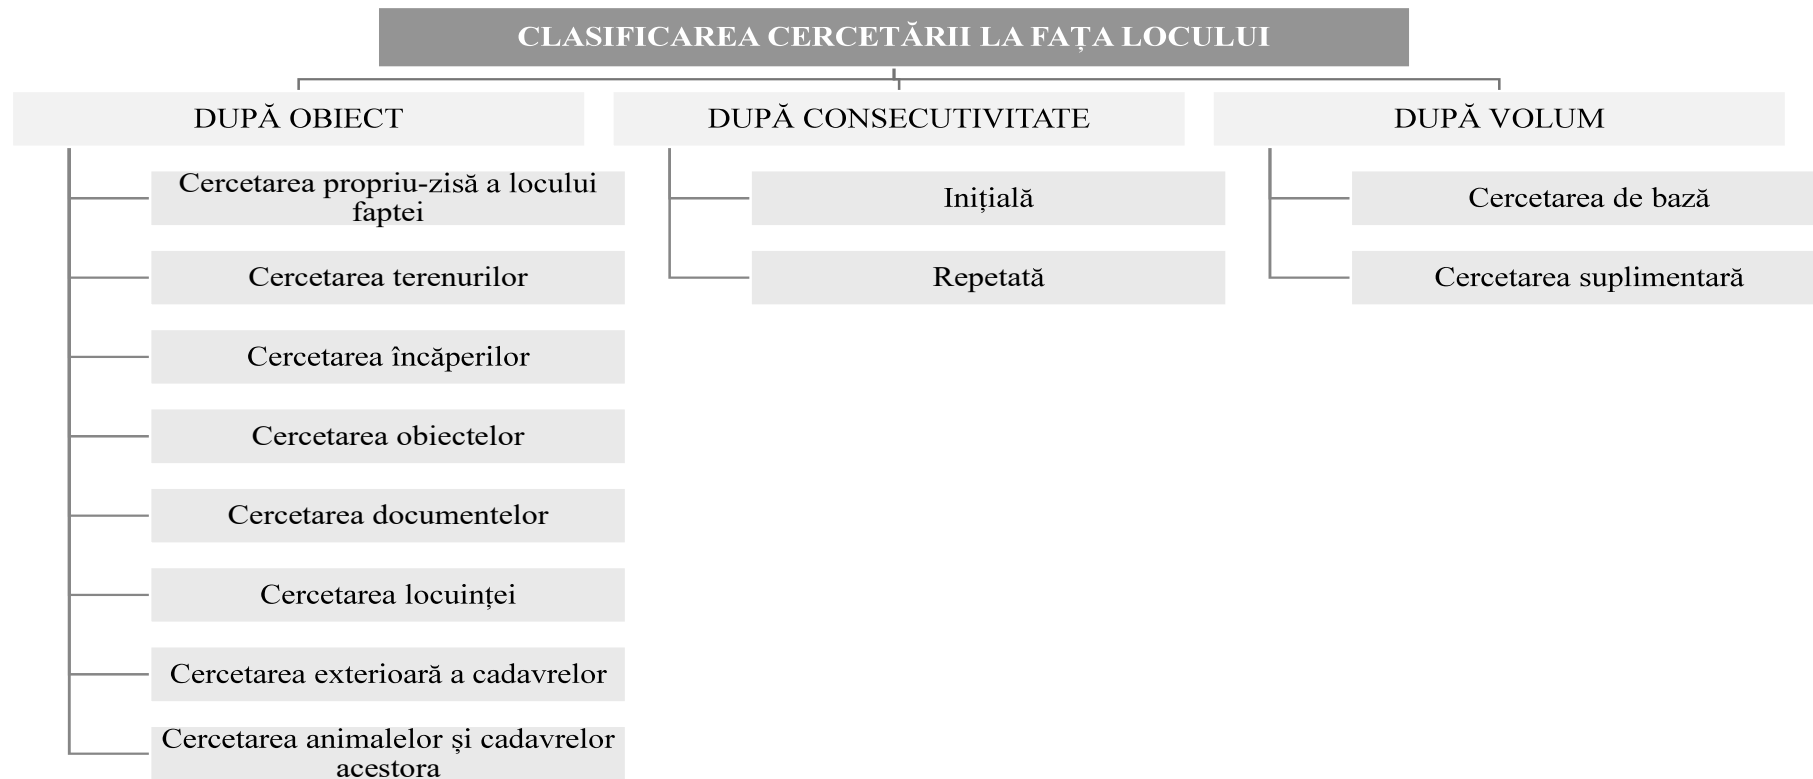 CLASIFICAREA CERCETĂRII LA FAȚA LOCULUI
DUPĂ OBIECT
Cercetarea propriu-zisă a locului
faptei
Cercetarea terenurilor
Cercetarea încăperilor
Cercetarea obiectelor
Cercetarea documentelor
Cercetarea locuinței
Cercetarea exterioară a cadavrelor
Cercetarea animalelor și cadavrelor
acestora
DUPĂ CONSECUTIVITATE
Inițială
Repetată
DUPĂ VOLUM
Cercetarea de bază
Cercetarea suplimentară